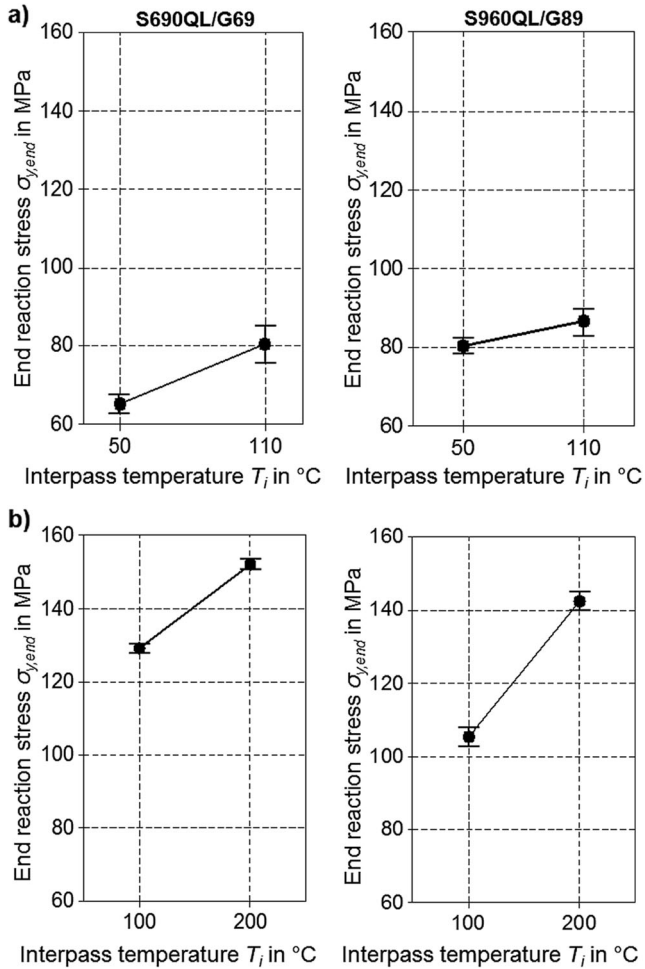 a)
S690QL/G69
S960QL/G89
End reaction stress σy,end in MPa
160
140
120
100
80
60
50
110
Interpass temperature Ti in °C
End reaction stress σy,end in MPa
160
140
120
100
80
60
50
110
Interpass temperature Ti in °C
b)
End reaction stress σy,end in MPa
160
140
120
100
80
60
100
200
Interpass temperature Ti in °C
End reaction stress σy,end in MPa
160
140
120
100
80
60
100
200
Interpass temperature Ti in °C